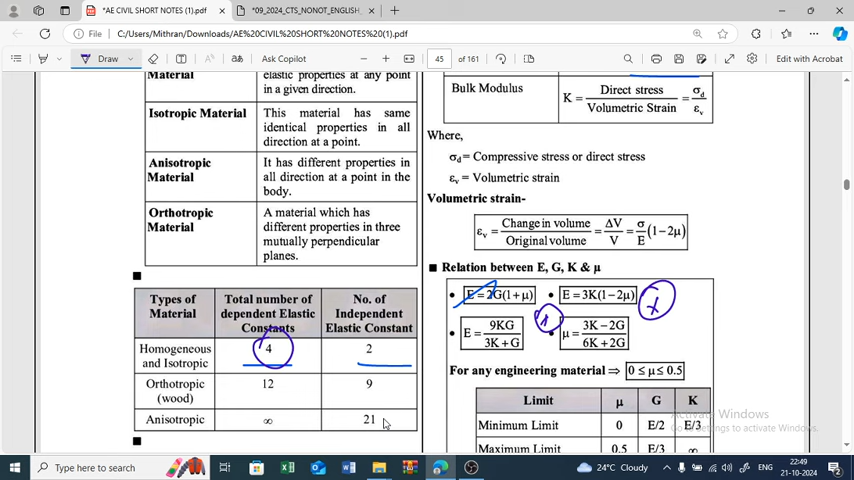 *AE CIVIL SHORT NOTES (1).pdf
*09_2024_CTS_NONOT_ENGLISH_
File
C:/Users/Mithran/Downloads/AE%20CIVIL%20SHORT%20NOTES%20(1).pdf
Draw
Ask Copilot
45 of 161
Edit with Acrobat
Material
elastic properties at any point
in a given direction.
Isotropic Material
This material has same
identical properties in all
direction at a point.
Anisotropic
Material
It has different properties in
all direction at a point in the
body.
Orthotropic
Material
A material which has
different properties in three
mutually perpendicular
planes.
Types of Material
Total number of dependent Elastic Constants
No. of Independent Elastic Constant
Homogeneous and Isotropic
4
2
Orthotropic (wood)
12
9
Anisotropic
∞
21
Bulk Modulus
K = Direct stress / Volumetric Strain = σd / εv
Where,
σd = Compressive stress or direct stress
εv = Volumetric strain
Volumetric strain-
εv = Change in volume / Original volume = ΔV / V = σ / E (1−2μ)
■ Relation between E, G, K & μ
• E = 2G(1+μ) • E = 3K(1−2μ)
• E = 9KG / 3K + G • μ = 3K − 2G / 6K + 2G
For any engineering material ⇒ 0 ≤ μ ≤ 0.5
Limit μ G K
Minimum Limit 0 E/2 E/3
Maximum Limit 0.5 E/3 ∞
Activate Windows
Go to Settings to activate Windows.
Type here to search
24°C Cloudy
ENG
22:49
21-10-2024